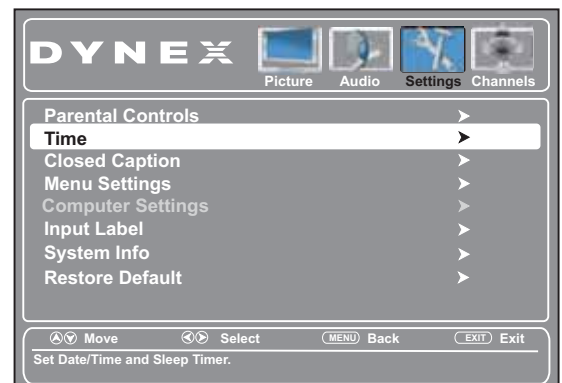 DYNEX
Picture Audio Settings Channels
Parental Controls
Time
Closed Caption
Menu Settings
Computer Settings
Input Label
System Info
Restore Default
Move Select MENU Back EXIT Exit
Set Date/Time and Sleep Timer.